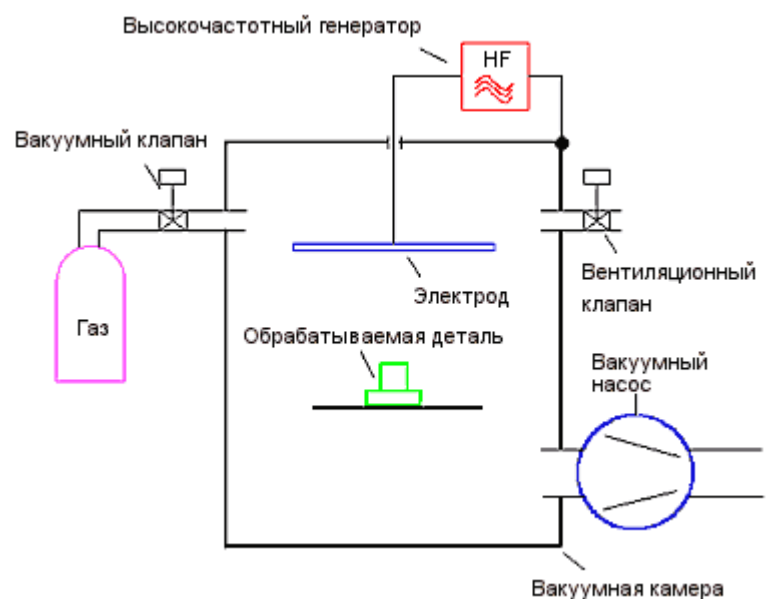 Высокочастотный генератор
HF
Вакуумный клапан
Вентиляционный
клапан
Электрод
Газ
Обрабатываемая деталь
Вакуумный
насос
Вакуумная камера